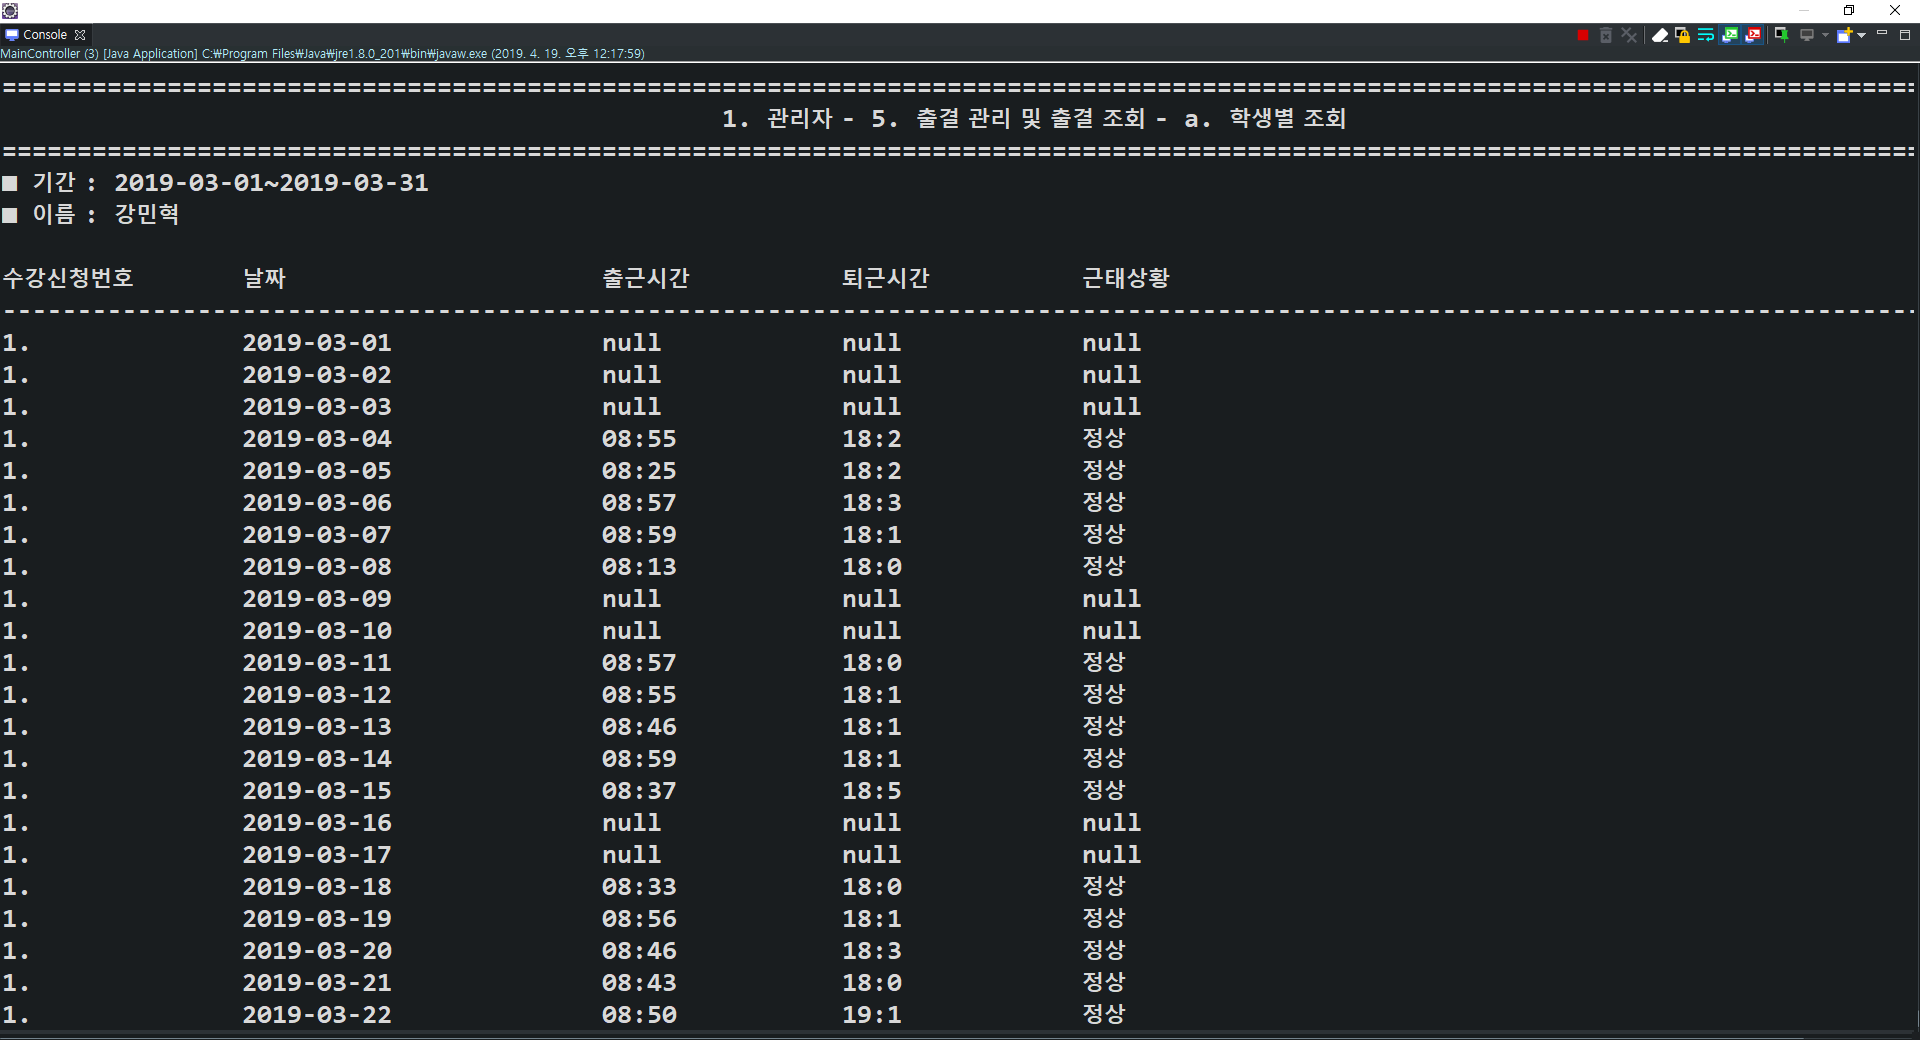 Console
MainController (3) [Java Application] C:₩Program Files₩Java₩jre1.8.0_201₩bin₩javaw.exe (2019. 4. 19. 오후 12:17:59)
================================================================================================================================
1. 관리자 - 5. 출결 관리 및 출결 조회 - a. 학생별 조회
================================================================================================================================
■ 기간 : 2019-03-01~2019-03-31
■ 이름 : 강민혁
수강신청번호 날짜 출근시간 퇴근시간 근태상황
--------------------------------------------------------------------------------------------------------------------------------
1. 2019-03-01 null null null
1. 2019-03-02 null null null
1. 2019-03-03 null null null
1. 2019-03-04 08:55 18:2 정상
1. 2019-03-05 08:25 18:2 정상
1. 2019-03-06 08:57 18:3 정상
1. 2019-03-07 08:59 18:1 정상
1. 2019-03-08 08:13 18:0 정상
1. 2019-03-09 null null null
1. 2019-03-10 null null null
1. 2019-03-11 08:57 18:0 정상
1. 2019-03-12 08:55 18:1 정상
1. 2019-03-13 08:46 18:1 정상
1. 2019-03-14 08:59 18:1 정상
1. 2019-03-15 08:37 18:5 정상
1. 2019-03-16 null null null
1. 2019-03-17 null null null
1. 2019-03-18 08:33 18:0 정상
1. 2019-03-19 08:56 18:1 정상
1. 2019-03-20 08:46 18:3 정상
1. 2019-03-21 08:43 18:0 정상
1. 2019-03-22 08:50 19:1 정상